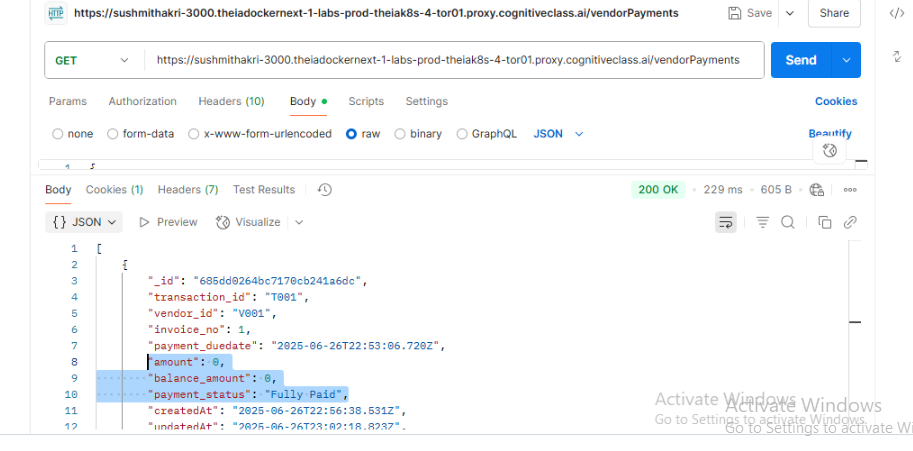 HTTP https://sushmithakri-3000.theiadockernext-1-labs-prod-theiak8s-4-tor01.proxy.cognitiveclass.ai/vendorPayments Save Share
GET https://sushmithakri-3000.theiadockernext-1-labs-prod-theiak8s-4-tor01.proxy.cognitiveclass.ai/vendorPayments Send
Params Authorization Headers (10) Body Scripts Settings Cookies
none form-data x-www-form-urlencoded raw binary GraphQL JSON Beautify
1 {
Body Cookies (1) Headers (7) Test Results 200 OK • 229 ms • 605 B
{} JSON Preview Visualize
1 [
2 {
3 "_id": "685dd0264bc7170cb241a6dc",
4 "transaction_id": "T001",
5 "vendor_id": "V001",
6 "invoice_no": 1,
7 "payment_duedate": "2025-06-26T22:53:06.720Z",
8 "amount": 0,
9 "balance_amount": 0,
10 "payment_status": "Fully Paid",
11 "createdAt": "2025-06-26T22:56:38.531Z",
12 "updatedAt": "2025-06-26T23:02:18.823Z",
Activate Windows
Go to Settings to activate Windows.
Activate Windows
Go to Settings to activate Wi